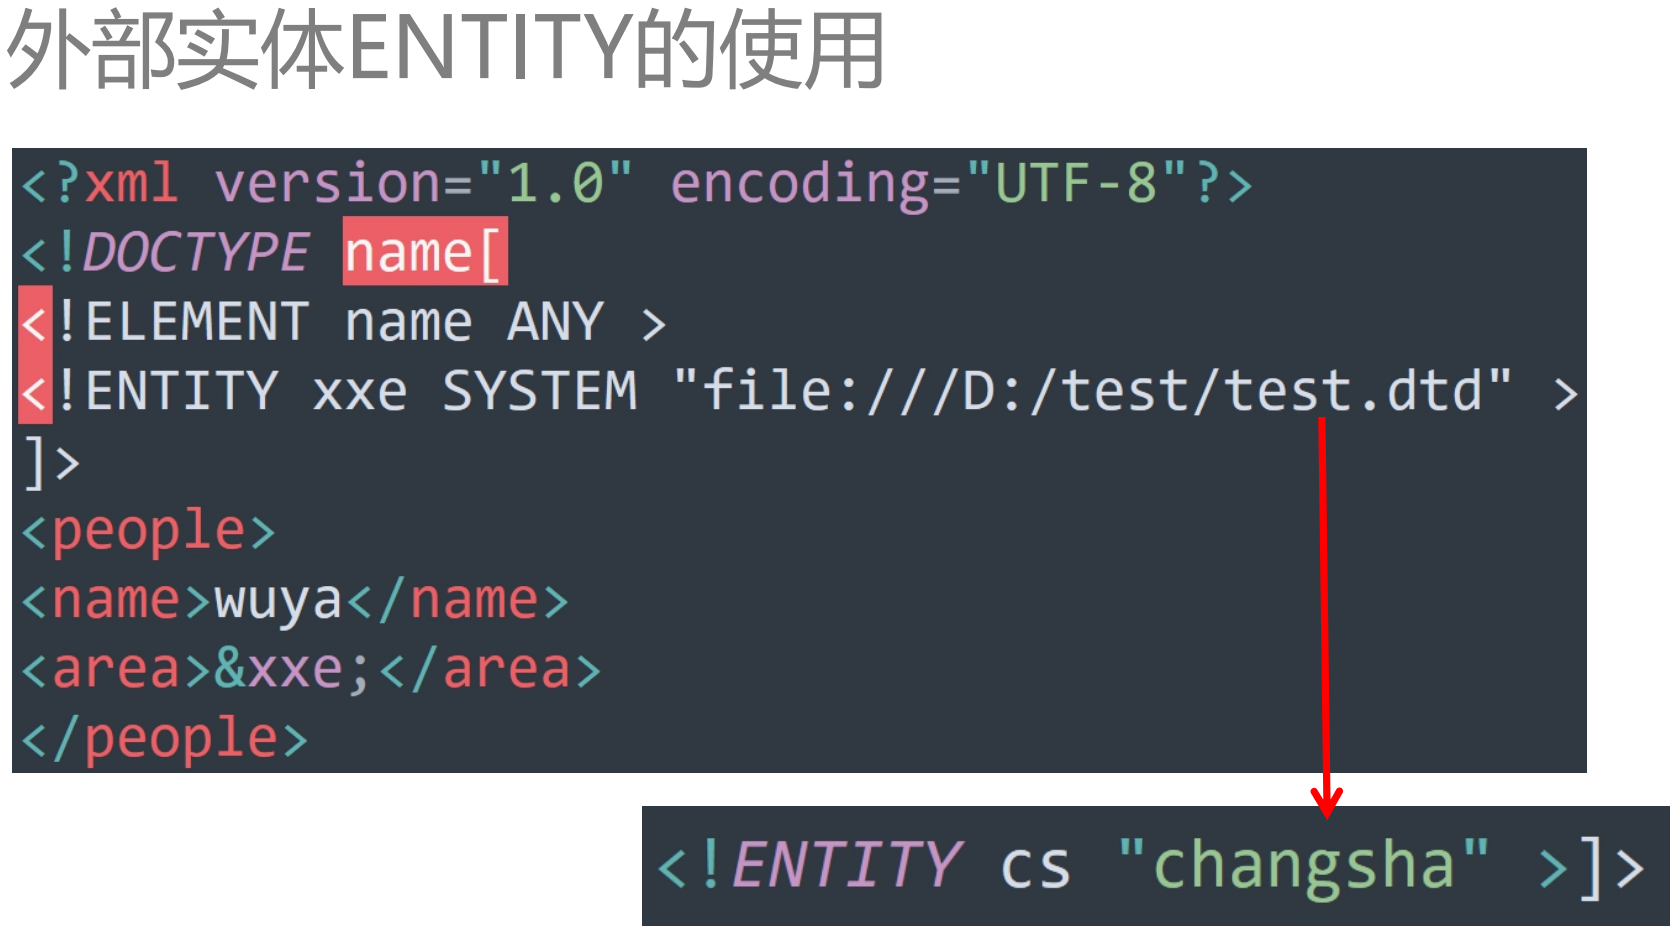 外部实体ENTITY的使用
<?xml version="1.0" encoding="UTF-8"?>
<!DOCTYPE name[
<!ELEMENT name ANY >
<!ENTITY xxe SYSTEM "file:///D:/test/test.dtd" >
]>
<people>
<name>wuya</name>
<area>&xxe;</area>
</people>
<!ENTITY cs "changsha" >]>